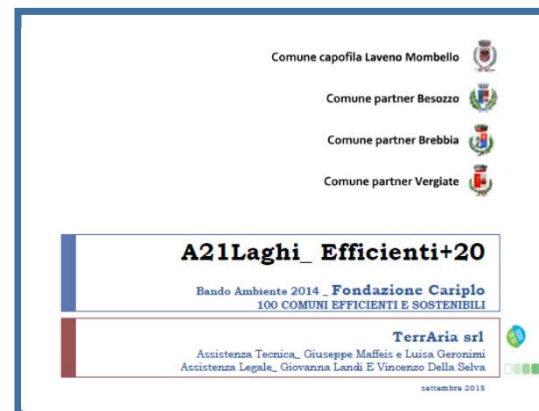 Comune capofila Laveno Mombello
Comune partner Besozzo
Comune partner Brebbia
Comune partner Vergiate
A21Laghi_ Efficienti+20
Bando Ambiente 2014 _ Fondazione Cariplo
100 COMUNI EFFICIENTI E SOSTENIBILI
TerrAria srl
Assistenza Tecnica_ Giuseppe Maffeis e Luisa Geronimi
Assistenza Legale_ Giovanna Landi E Vincenzo Della Selva
settembre 2015